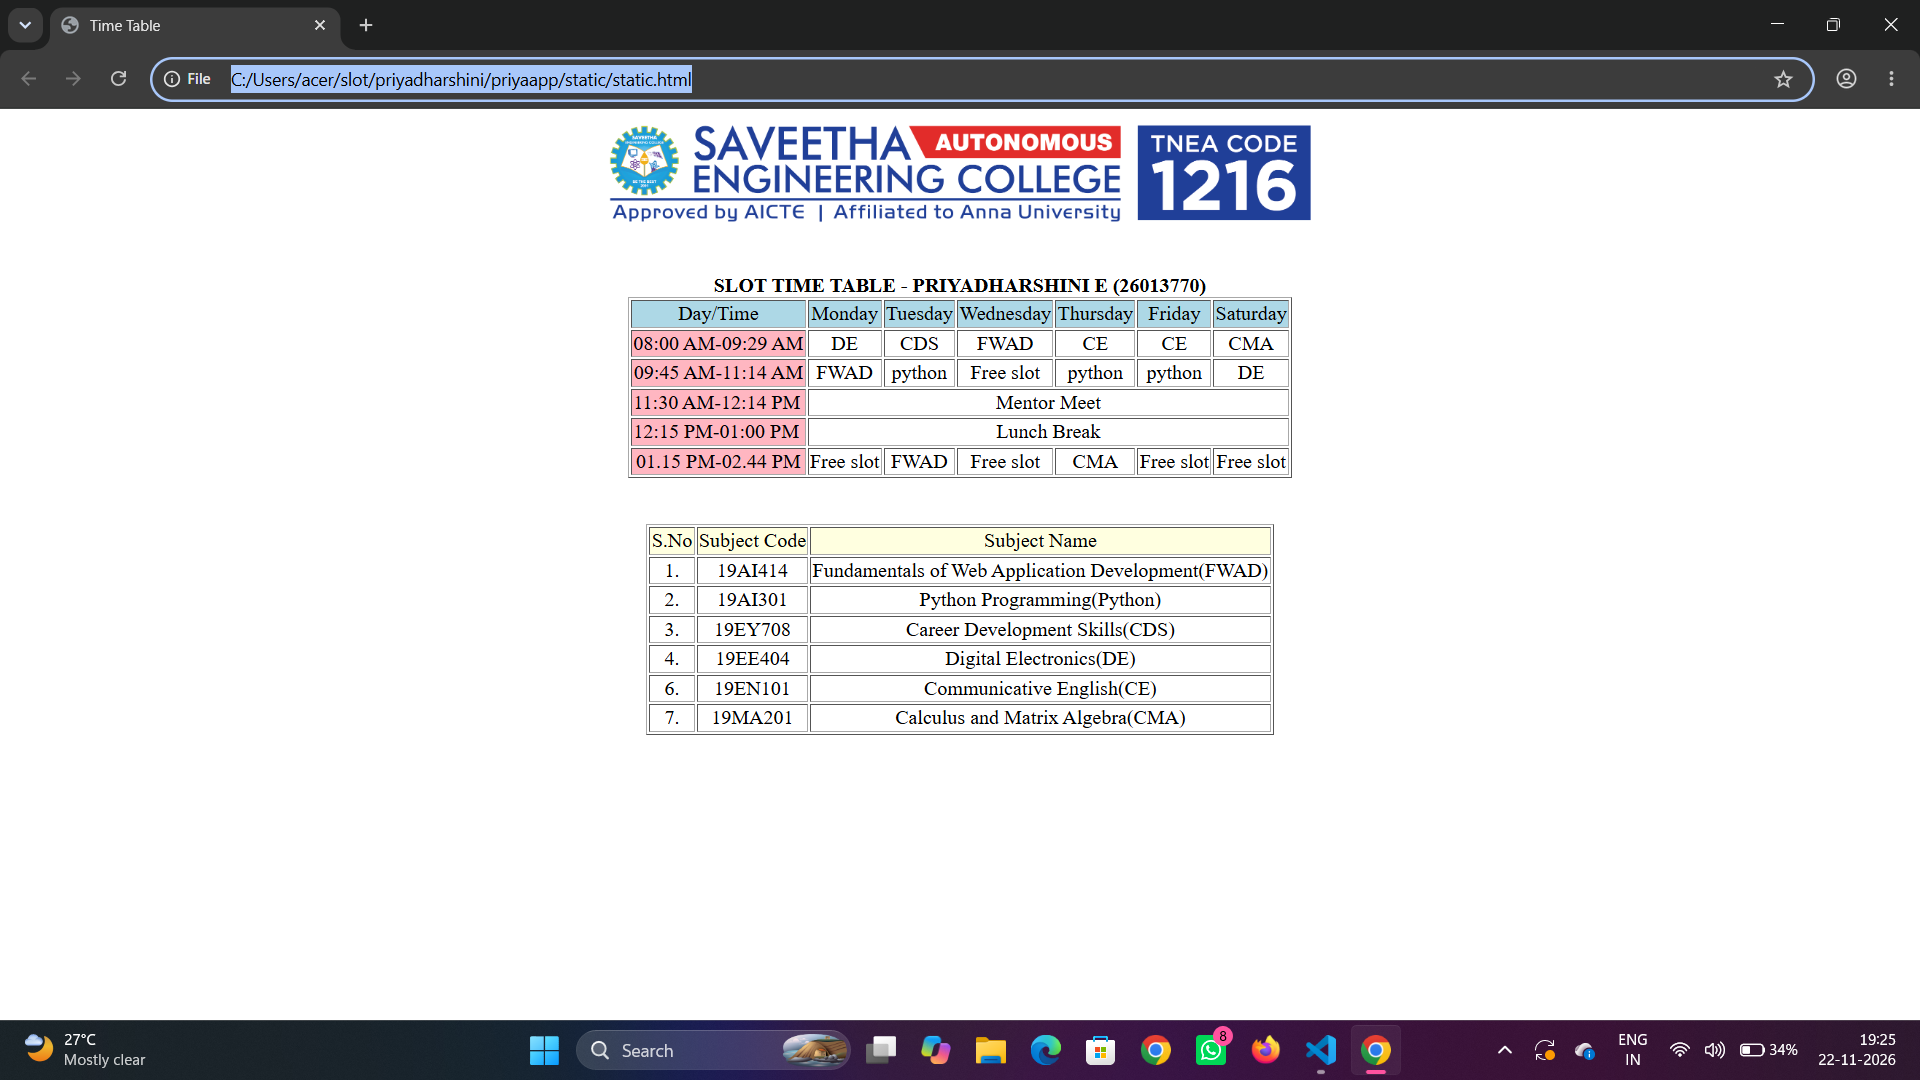 Time Table
File C:/Users/acer/slot/priyadharshini/priyaapp/static/static.html
SAVEETHA AUTONOMOUS
ENGINEERING COLLEGE
Approved by AICTE | Affiliated to Anna University
TNEA CODE
1216
SLOT TIME TABLE - PRIYADHARSHINI E (26013770)
Day/Time Monday Tuesday Wednesday Thursday Friday Saturday
08:00 AM-09:29 AM DE CDS FWAD CE CE CMA
09:45 AM-11:14 AM FWAD python Free slot python python DE
11:30 AM-12:14 PM Mentor Meet
12:15 PM-01:00 PM Lunch Break
01.15 PM-02.44 PM Free slot FWAD Free slot CMA Free slot Free slot
S.No Subject Code Subject Name
1. 19AI414 Fundamentals of Web Application Development(FWAD)
2. 19AI301 Python Programming(Python)
3. 19EY708 Career Development Skills(CDS)
4. 19EE404 Digital Electronics(DE)
6. 19EN101 Communicative English(CE)
7. 19MA201 Calculus and Matrix Algebra(CMA)
27°C
Mostly clear
Search
8
ENG
IN
34%
19:25
22-11-2026